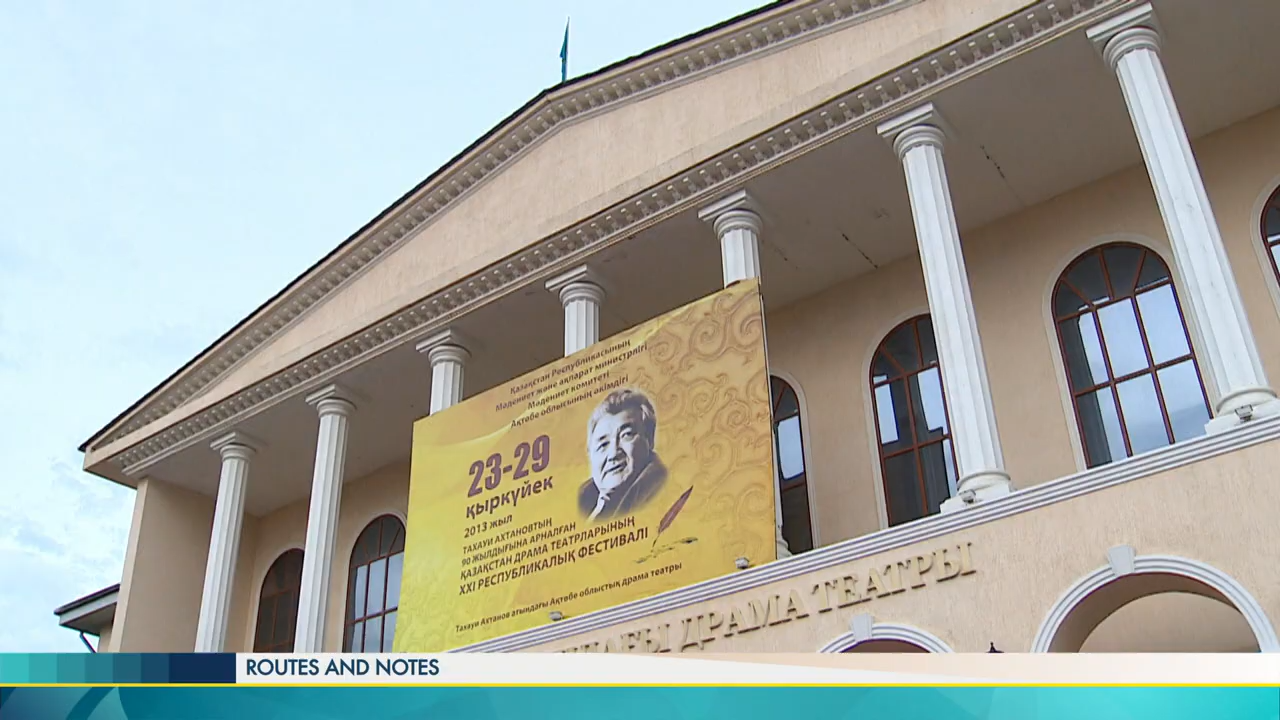 Қазақстан Республикасының
Мәдениет және ақпарат министрлігі
Мәдениет комитеті
Ақтөбе облысының әкімдігі
23-29
қыркүйек
2013 жыл
ТАХАУИ АХТАНОВТЫҢ
90 ЖЫЛДЫҒЫНА АРНАЛҒАН
ҚАЗАҚСТАН ДРАМА ТЕАТРЛАРЫНЫҢ
XXI РЕСПУБЛИКАЛЫҚ ФЕСТИВАЛІ
Тахауи Ахтанов атындағы Ақтөбе облыстық драма театры
ДРАМА ТЕАТРЫ
ROUTES AND NOTES